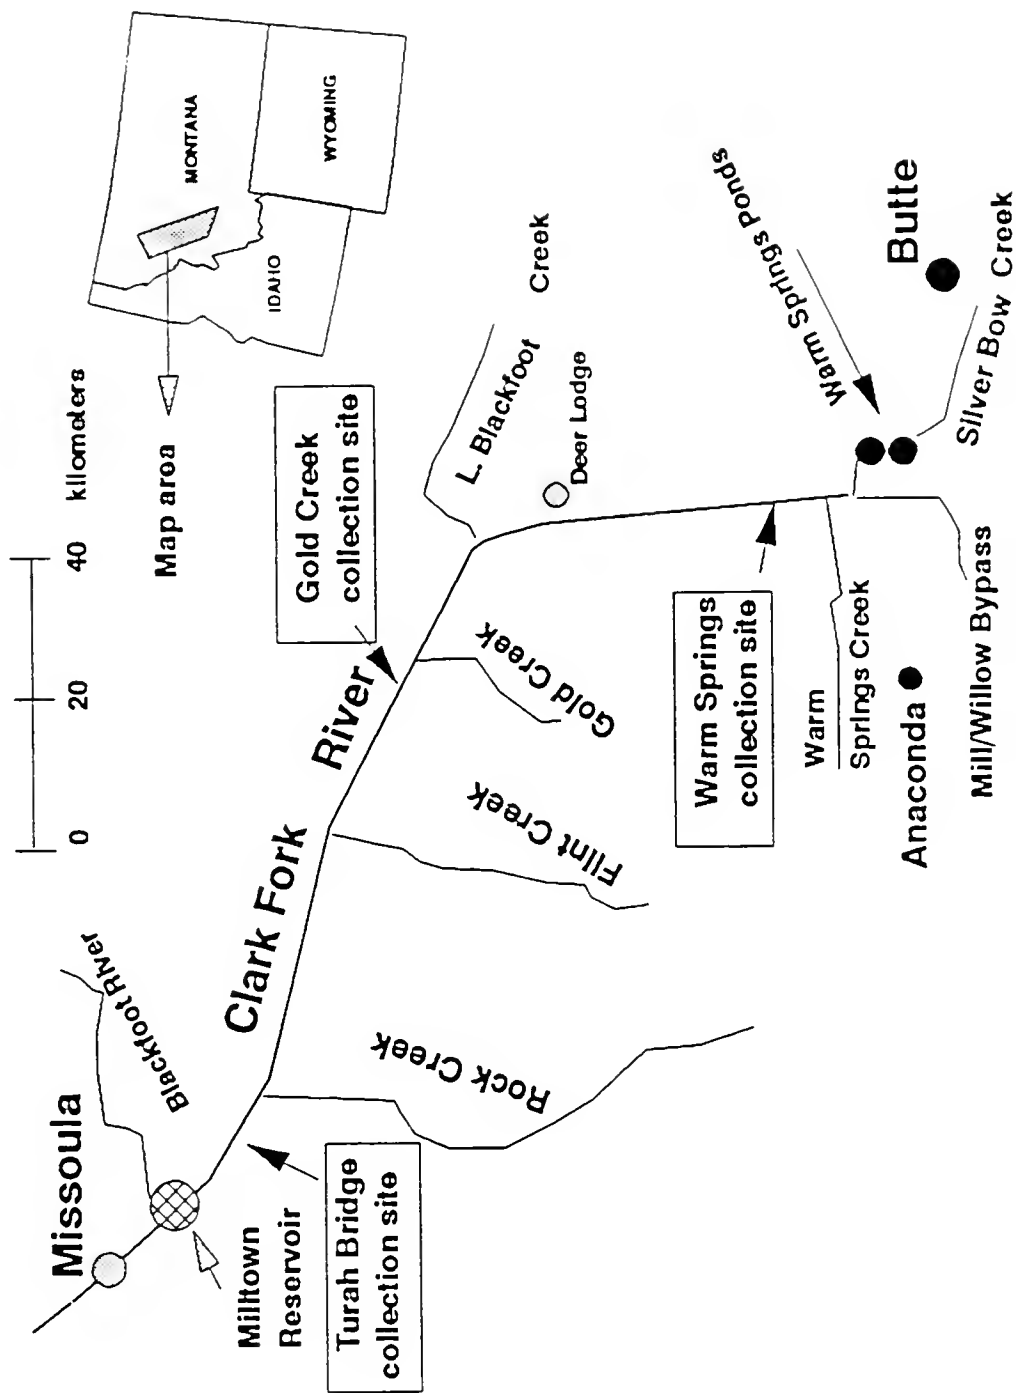 Missoula
Blackfoot River
Milltown
Reservoir
Turah Bridge
collection site
Clark Fork
River
Rock Creek
Flint Creek
Gold Creek
0
20
40
kilometers
Map area
MONTANA
WYOMING
IDAHO
Gold Creek
collection site
L. Blackfoot
Creek
Deer Lodge
Warm Springs
collection site
Warm Springs Ponds
Butte
Silver Bow Creek
Warm
Springs Creek
Anaconda
Mill/Willow Bypass